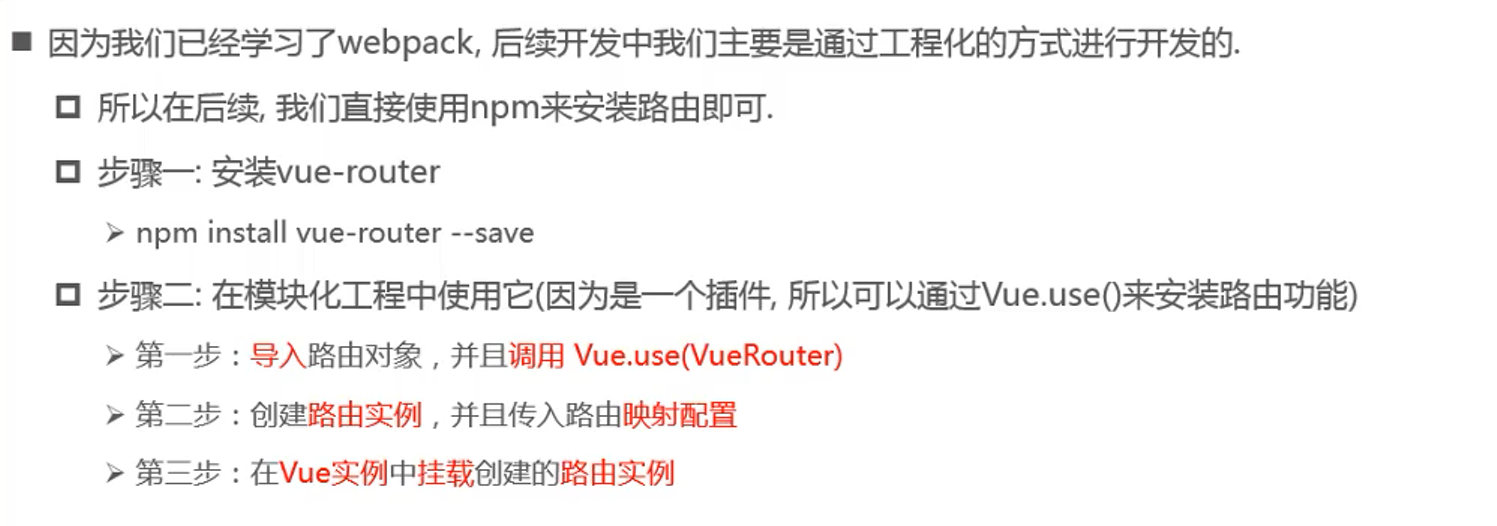 因为我们已经学习了webpack, 后续开发中我们主要是通过工程化的方式进行开发的.
所以在后续, 我们直接使用npm来安装路由即可.
步骤一: 安装vue-router
npm install vue-router --save
步骤二: 在模块化工程中使用它(因为是一个插件, 所以可以通过Vue.use()来安装路由功能)
第一步：导入路由对象，并且调用 Vue.use(VueRouter)
第二步：创建路由实例，并且传入路由映射配置
第三步：在Vue实例中挂载创建的路由实例